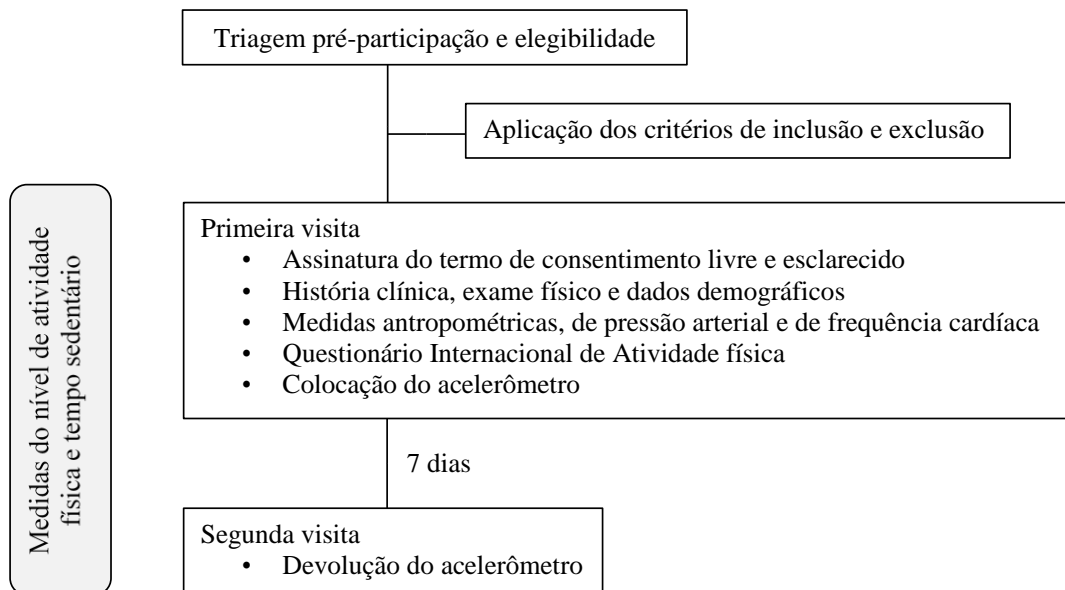 Triagem pré-participação e elegibilidade
Aplicação dos critérios de inclusão e exclusão
Medidas do nível de atividade
física e tempo sedentário
Primeira visita
• Assinatura do termo de consentimento livre e esclarecido
• História clínica, exame físico e dados demográficos
• Medidas antropométricas, de pressão arterial e de frequência cardíaca
• Questionário Internacional de Atividade física
• Colocação do acelerômetro
7 dias
Segunda visita
• Devolução do acelerômetro